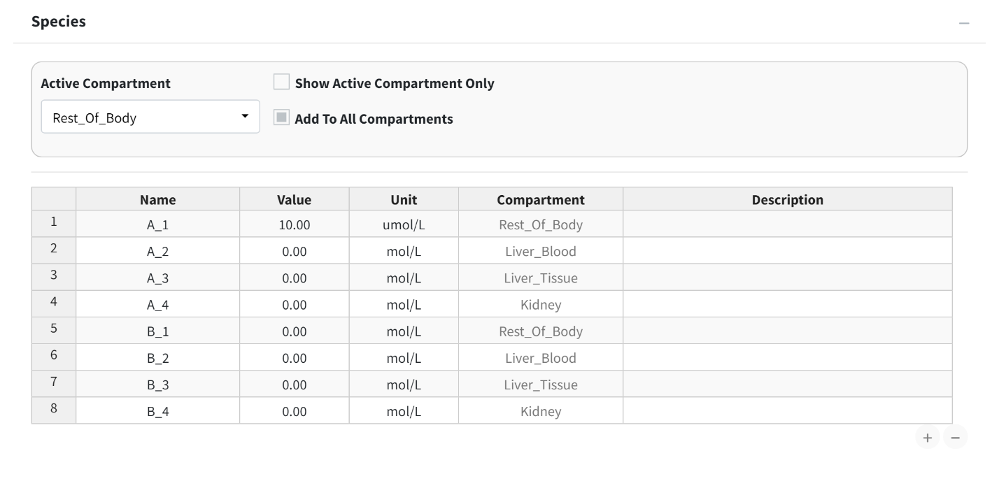 Species
Active Compartment
Show Active Compartment Only
Rest_Of_Body
Add To All Compartments
Name Value Unit Compartment Description
1 A_1 10.00 umol/L Rest_Of_Body
2 A_2 0.00 mol/L Liver_Blood
3 A_3 0.00 mol/L Liver_Tissue
4 A_4 0.00 mol/L Kidney
5 B_1 0.00 mol/L Rest_Of_Body
6 B_2 0.00 mol/L Liver_Blood
7 B_3 0.00 mol/L Liver_Tissue
8 B_4 0.00 mol/L Kidney